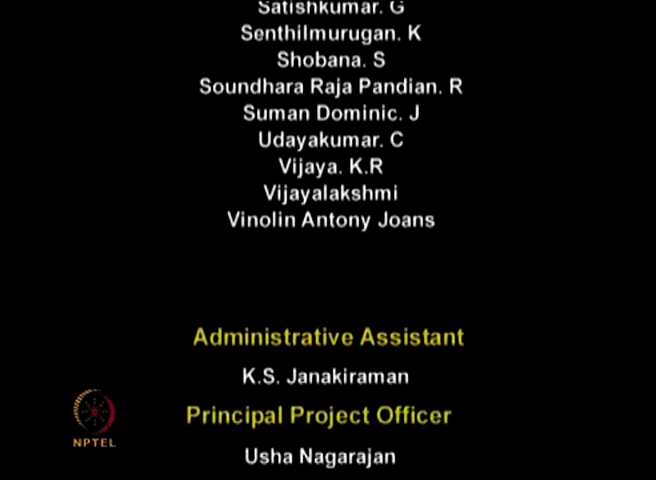 Satishkumar. G
Senthilmurugan. K
Shobana. S
Soundhara Raja Pandian. R
Suman Dominic. J
Udayakumar. C
Vijaya. K.R
Vijayalakshmi
Vinolin Antony Joans
Administrative Assistant
K.S. Janakiraman
Principal Project Officer
NPTEL
Usha Nagarajan